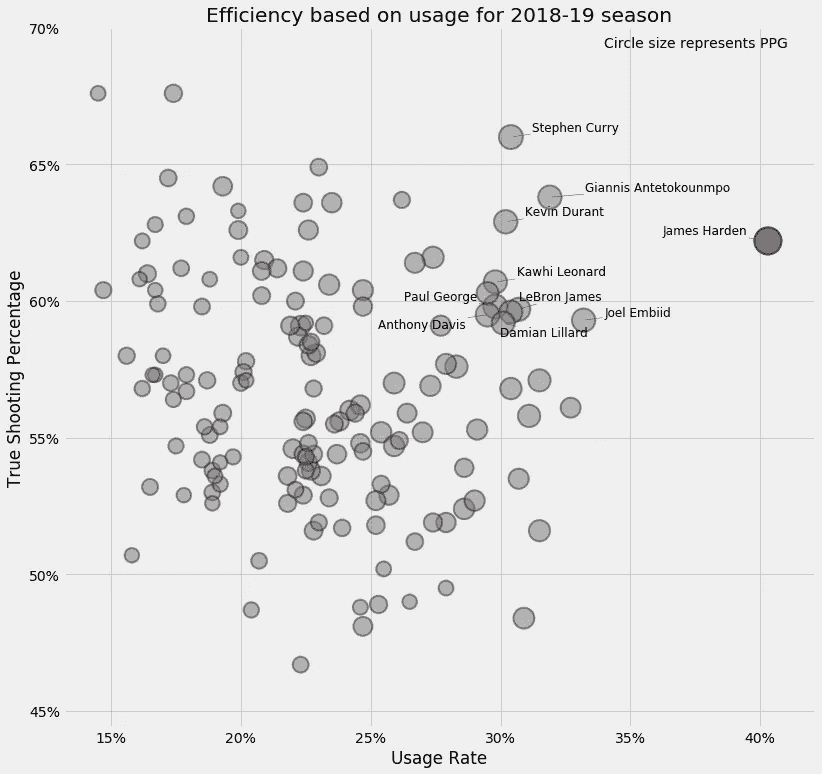 Efficiency based on usage for 2018-19 season
70%
Circle size represents PPG
Stephen Curry
65%
Giannis Antetokounmpo
Kevin Durant
James Harden
Kawhi Leonard
60%
Paul George
LeBron James
Joel Embiid
Anthony Davis
Damian Lillard
True Shooting Percentage
55%
50%
45%
15% 20% 25% 30% 35% 40%
Usage Rate